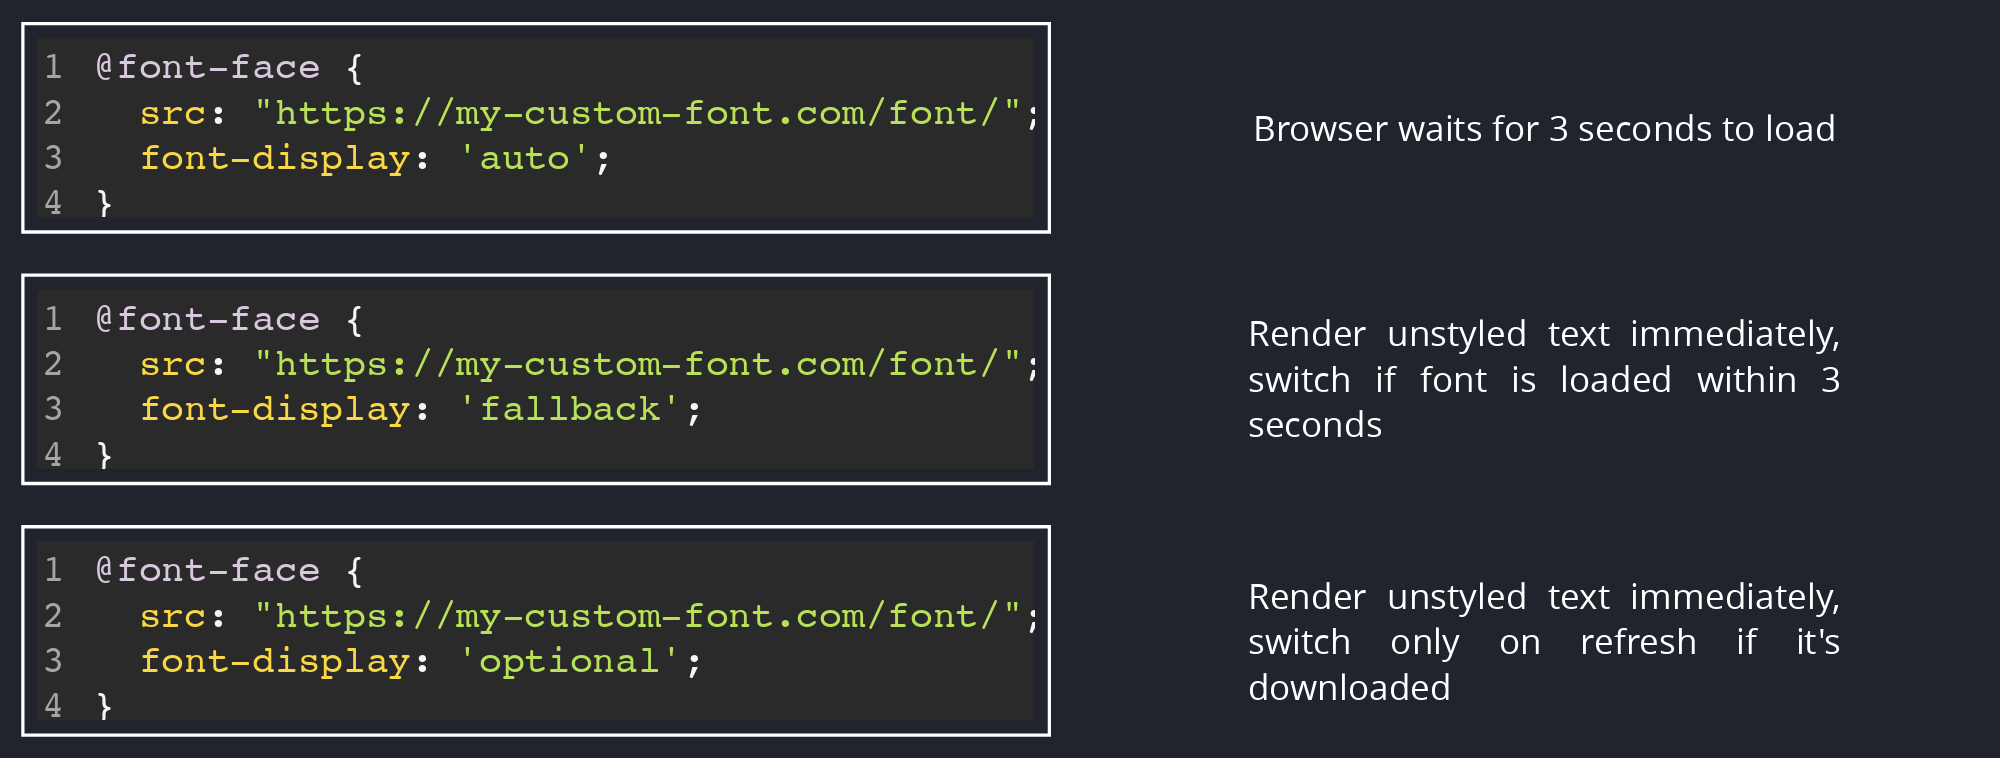 1 @font-face {
2 src: "https://my-custom-font.com/font/";
3 font-display: 'auto';
4 }
Browser waits for 3 seconds to load
1 @font-face {
2 src: "https://my-custom-font.com/font/";
3 font-display: 'fallback';
4 }
Render unstyled text immediately,
switch if font is loaded within 3
seconds
1 @font-face {
2 src: "https://my-custom-font.com/font/";
3 font-display: 'optional';
4 }
Render unstyled text immediately,
switch only on refresh if it's
downloaded